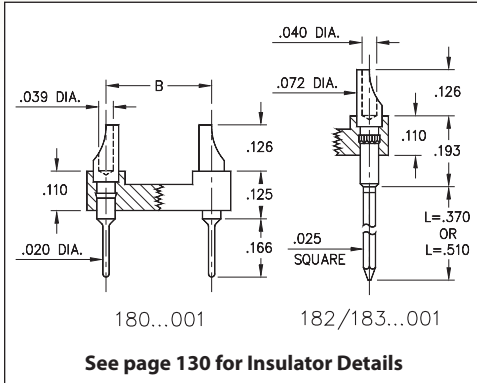 .040 DIA.
.039 DIA.
B
.072 DIA.
.126
.126
.110
.193
.110
.125
.020 DIA.
.166
.025
SQUARE
L=.370
OR
L=.510
180...001
182/183...001
See page 130 for Insulator Details